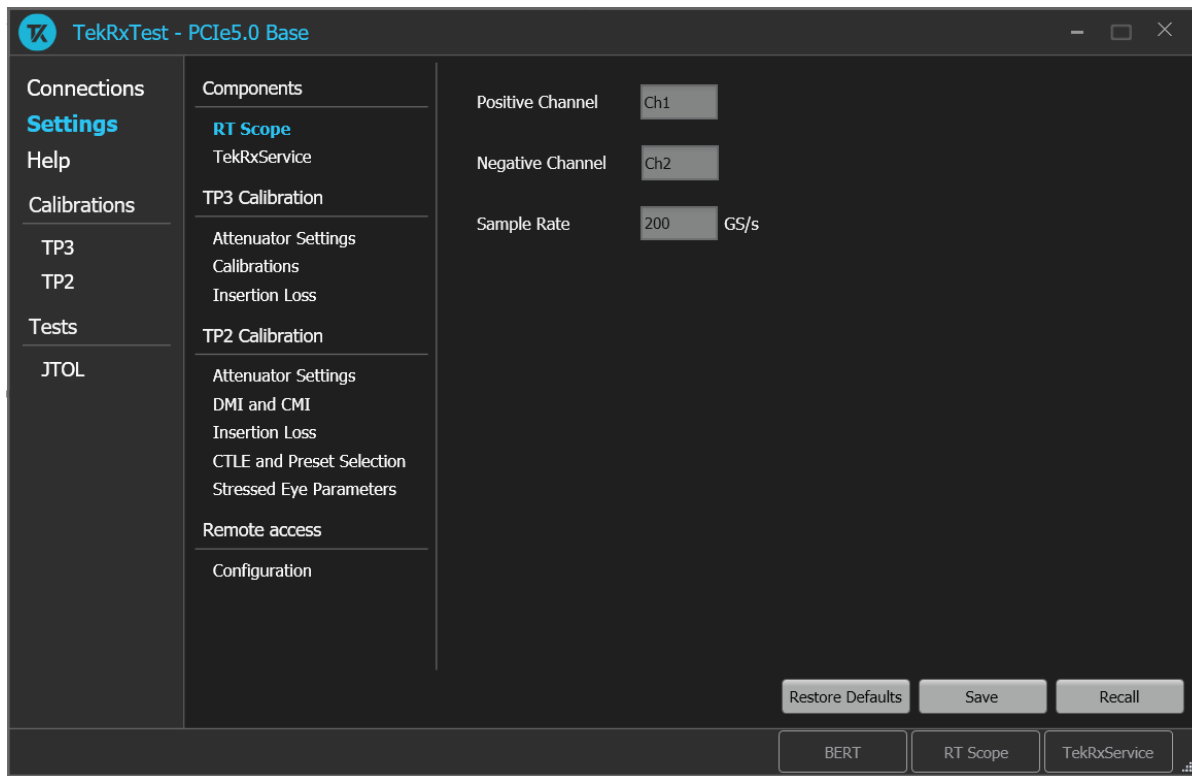 TekRxTest - PCIe5.0 Base
Connections
Settings
Help
Calibrations
TP3
TP2
Tests
JTOL
Components
RT Scope
TekRxService
TP3 Calibration
Attenuator Settings
Calibrations
Insertion Loss
TP2 Calibration
Attenuator Settings
DMI and CMI
Insertion Loss
CTLE and Preset Selection
Stressed Eye Parameters
Remote access
Configuration
Positive Channel Ch1
Negative Channel Ch2
Sample Rate 200 GS/s
Restore Defaults Save Recall
BERT RT Scope TekRxService